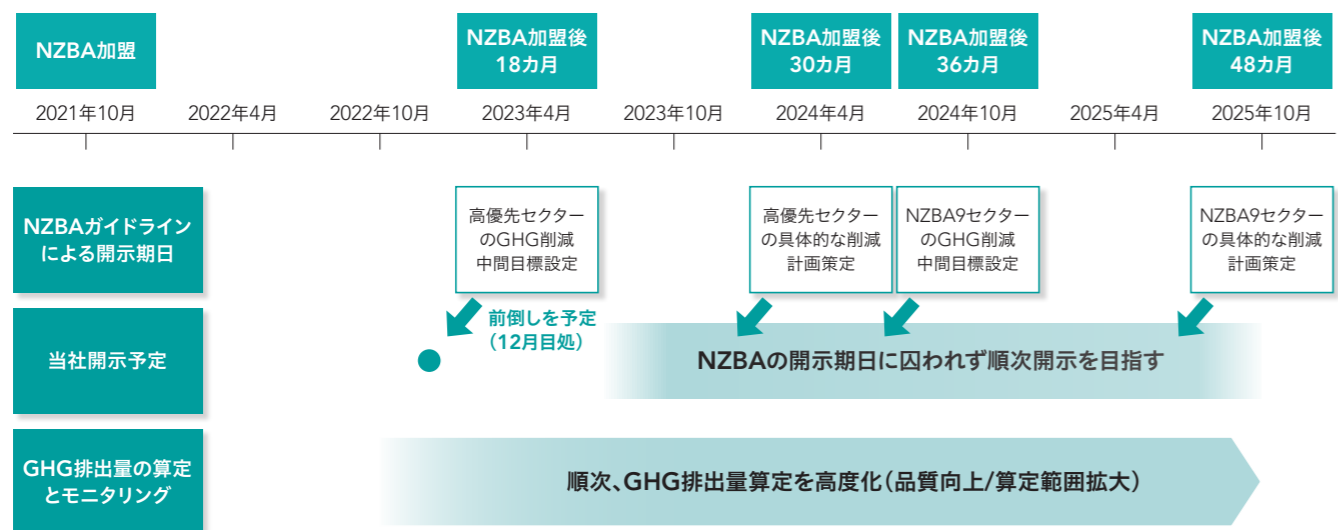 NZBA加盟
NZBA加盟後
18カ月
NZBA加盟後
30カ月
NZBA加盟後
36カ月
NZBA加盟後
48カ月
2021年10月
2022年4月
2022年10月
2023年4月
2023年10月
2024年4月
2024年10月
2025年4月
2025年10月
NZBAガイドライン
による開示期日
高優先セクター
のGHG削減
中間目標設定
高優先セクター
の具体的な削減
計画策定
NZBA9セクター
のGHG削減
中間目標設定
NZBA9セクター
の具体的な削減
計画策定
当社開示予定
前倒しを予定
（12月目処）
NZBAの開示期日に囚われず順次開示を目指す
GHG排出量の算定
とモニタリング
順次、GHG排出量算定を高度化（品質向上/算定範囲拡大）